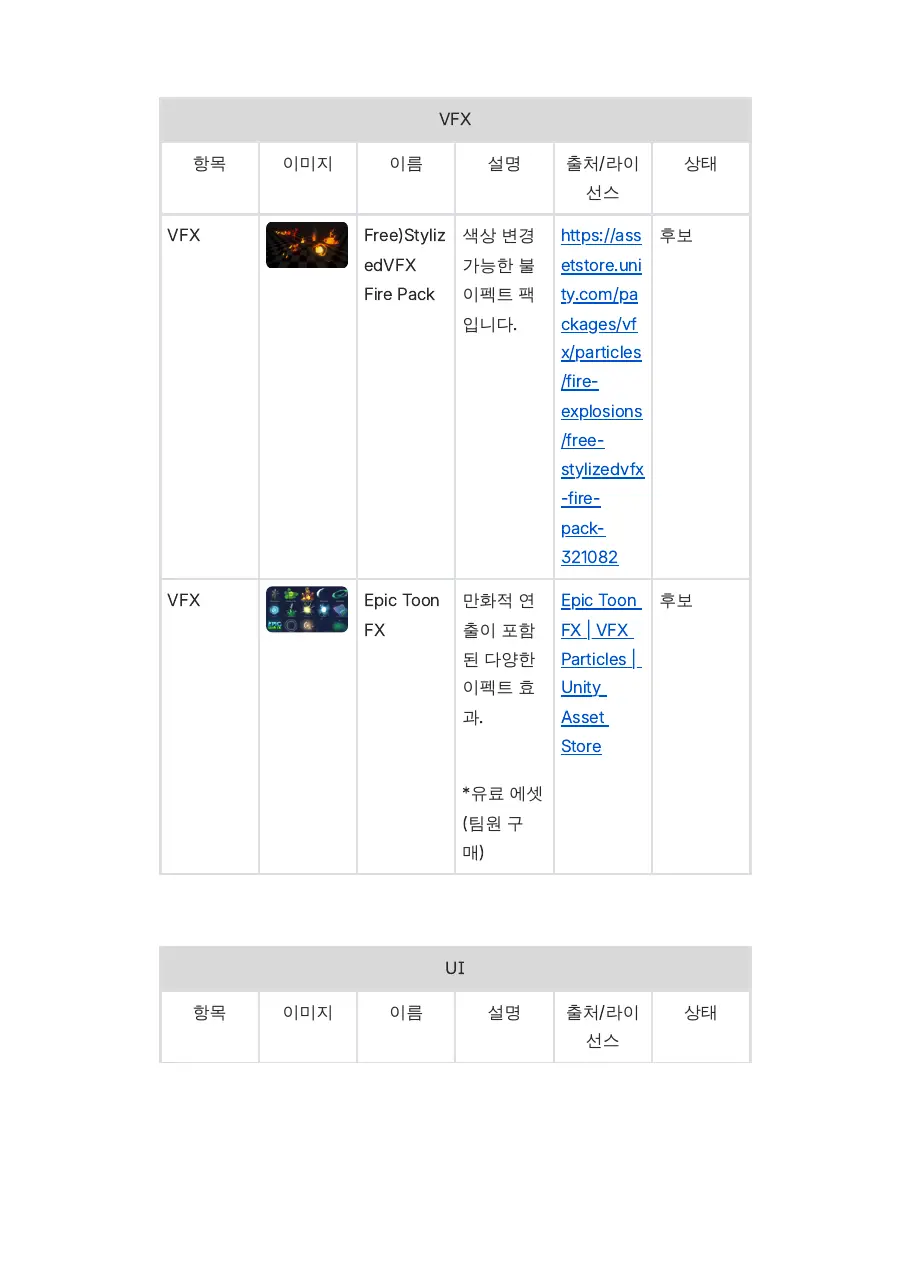 VFX
항목 이미지 이름 설명 출처/라이
선스 상태
VFX
Free)Styliz
edVFX
Fire Pack
색상 변경
가능한 불
이펙트 팩
입니다.
https://ass
etstore.uni
ty.com/pa
ckages/vf
x/particles
/fire-
explosions
/free-
stylizedvfx
-fire-
pack-
321082
후보
VFX
EPIC
Epic Toon
FX
만화적 연
출이 포함
된 다양한
이펙트 효
과.
*유료 에셋
(팀원 구
매)
Epic Toon
FX | VFX
Particles |
Unity
Asset
Store
후보
UI
항목 이미지 이름 설명 출처/라이
선스 상태